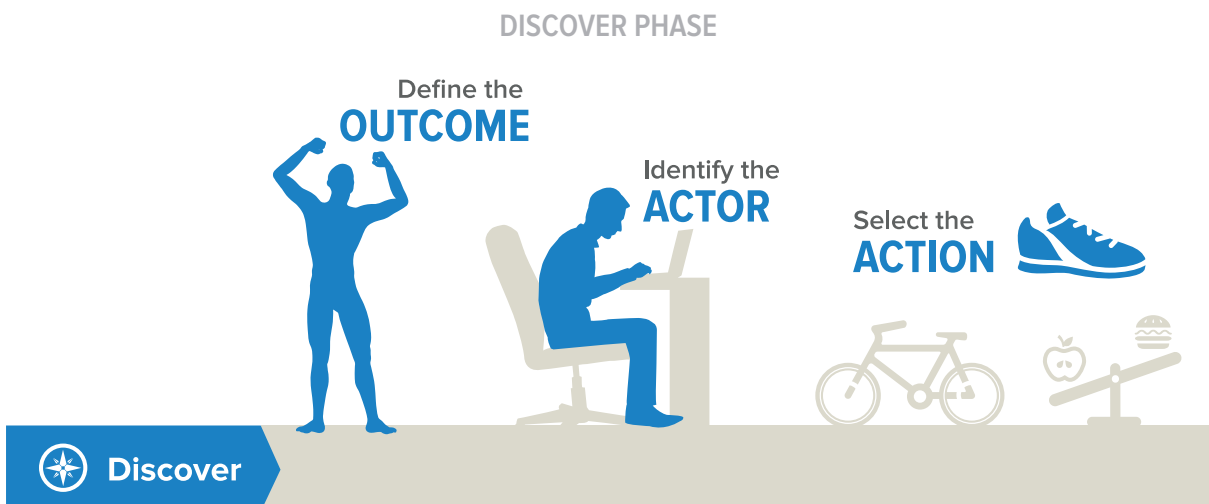 DISCOVER PHASE
Define the
OUTCOME
Identify the
ACTOR
Select the
ACTION
Discover